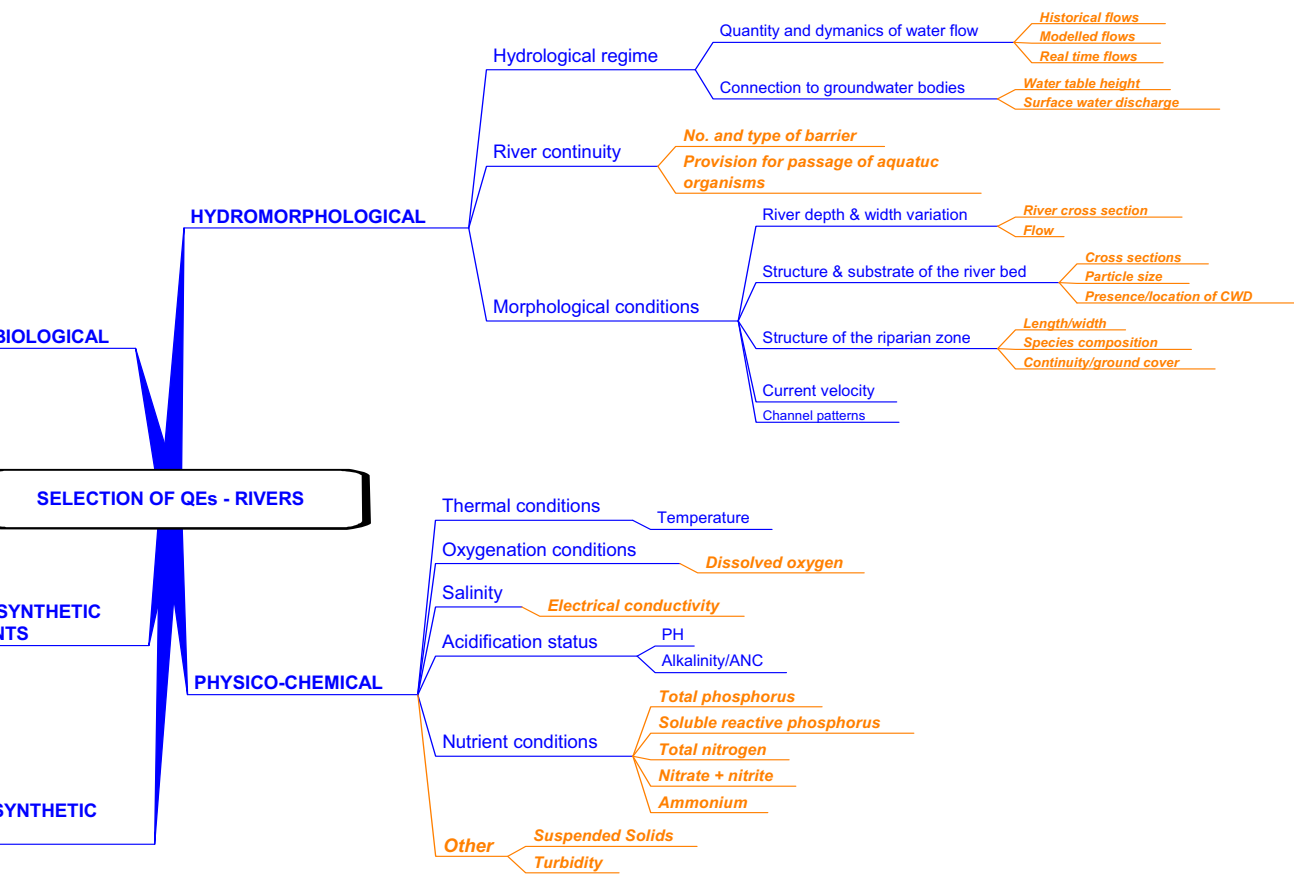 Historical flows
Quantity and dymanics of water flow
Modelled flows
Hydrological regime
Real time flows
Connection to groundwater bodies
Water table height
Surface water discharge
No. and type of barrier
River continuity
Provision for passage of aquatuc
organisms
HYDROMORPHOLOGICAL
River depth & width variation
River cross section
Flow
Cross sections
Structure & substrate of the river bed
Particle size
Presence/location of CWD
Morphological conditions
Length/width
Structure of the riparian zone
Species composition
Continuity/ground cover
Current velocity
Channel patterns
BIOLOGICAL
SELECTION OF QEs - RIVERS
Thermal conditions
Temperature
Oxygenation conditions
Dissolved oxygen
Salinity
Electrical conductivity
SYNTHETIC
NTS
Acidification status
PH
Alkalinity/ANC
PHYSICO-CHEMICAL
Total phosphorus
Soluble reactive phosphorus
Nutrient conditions
Total nitrogen
Nitrate + nitrite
Ammonium
SYNTHETIC
Other
Suspended Solids
Turbidity